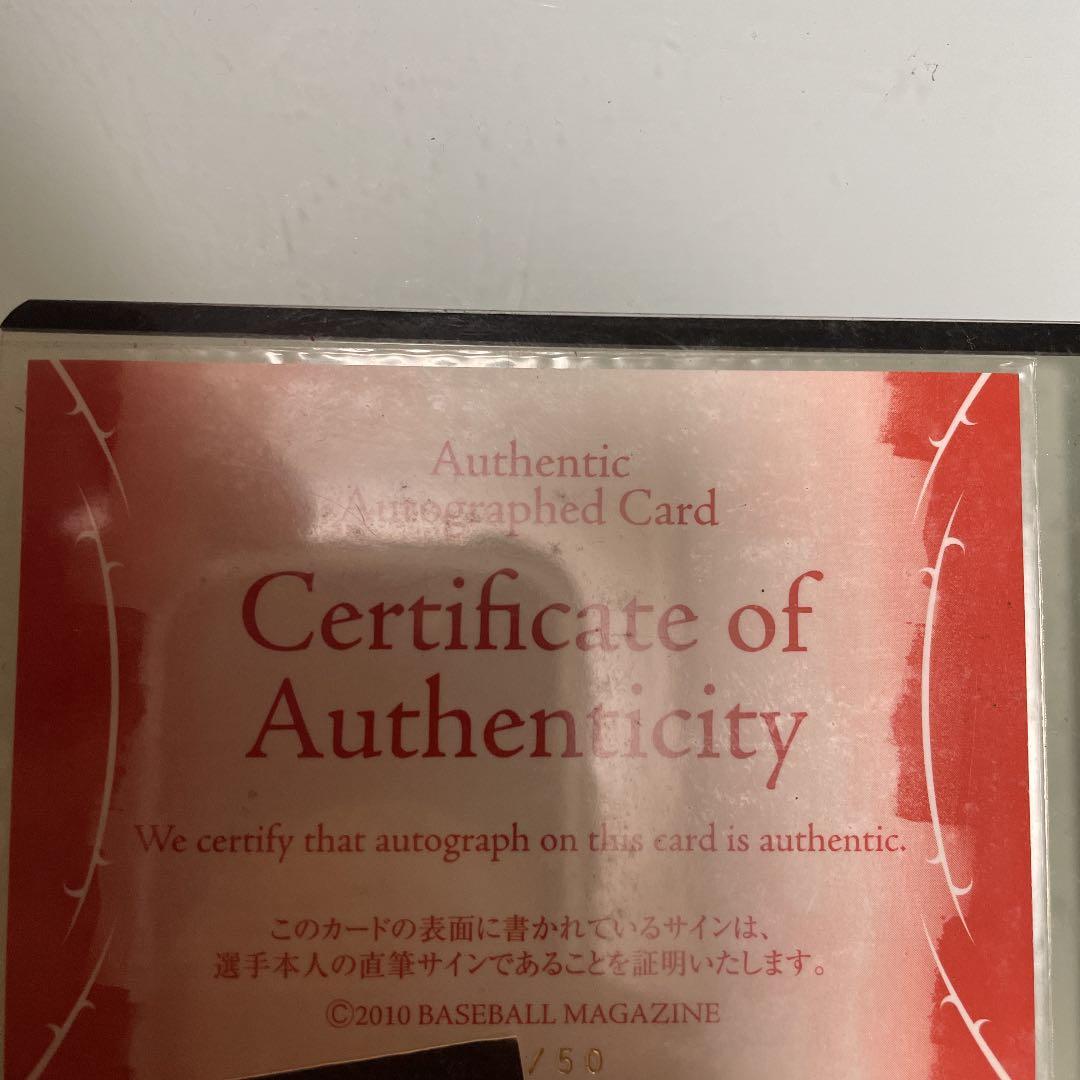 Authentic
Autographed Card
Certificate of
Authenticity
We certify that autograph on this card is authentic.
このカードの表面に書かれているサインは、
選手本人の直筆サインであることを証明いたします。
©2010 BASEBALL MAGAZINE
/50